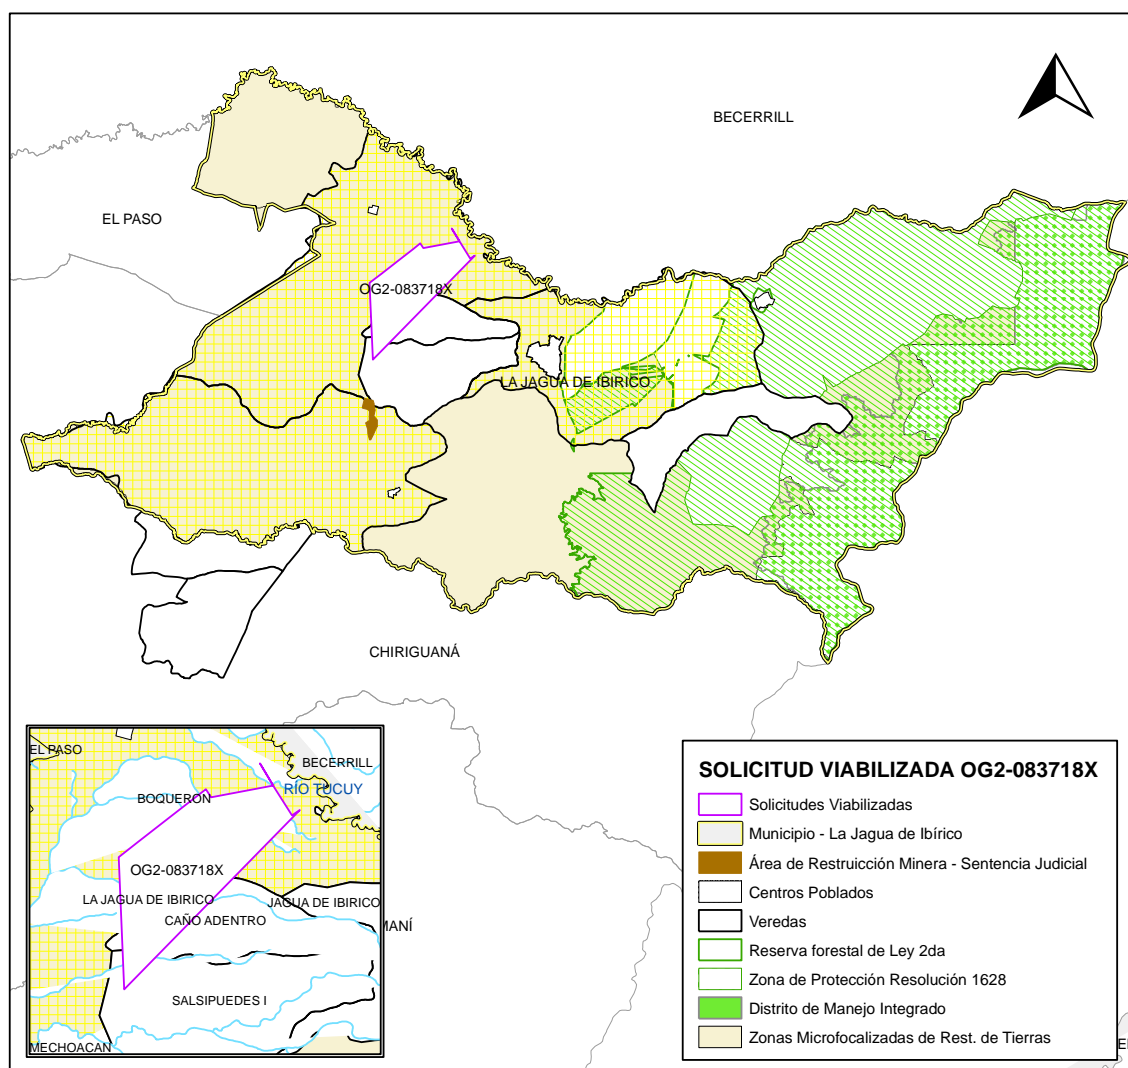 BECERRILL
EL PASO
OG2-083718X
LA JAGUA DE IBIRICO
CHIRIGUANÁ
EL PASO
BECERRILL
RÍO TUCUY
BOQUERON
OG2-083718X
LA JAGUA DE IBIRICO
JAGUA DE IBIRICO
CAÑO ADENTRO
MANÍ
SALSIPUEDES I
MECHOACAN
SOLICITUD VIABILIZADA OG2-083718X
Solicitudes Viabilizadas
Municipio - La Jagua de Ibírico
Área de Restruicción Minera - Sentencia Judicial
Centros Poblados
Veredas
Reserva forestal de Ley 2da
Zona de Protección Resolución 1628
Distrito de Manejo Integrado
Zonas Microfocalizadas de Rest. de Tierras